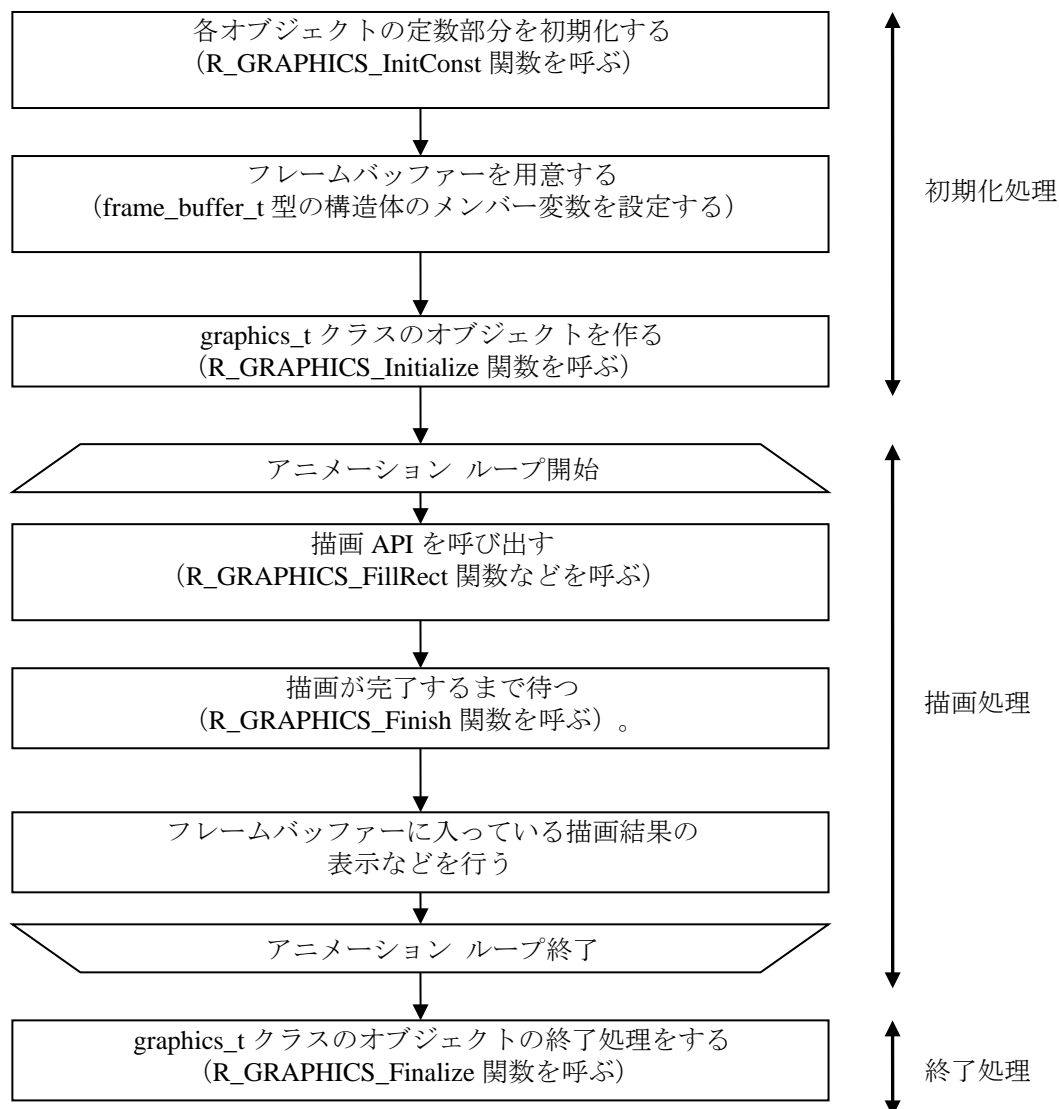 各オブジェクトの定数部分を初期化する
（R_GRAPHICS_InitConst 関数を呼ぶ）
フレームバッファーを用意する
（frame_buffer_t 型の構造体のメンバー変数を設定する）
初期化処理
graphics_t クラスのオブジェクトを作る
（R_GRAPHICS_Initialize 関数を呼ぶ）
アニメーション ループ開始
描画 API を呼び出す
（R_GRAPHICS_FillRect 関数などを呼ぶ）
描画が完了するまで待つ
（R_GRAPHICS_Finish 関数を呼ぶ）。
描画処理
フレームバッファーに入っている描画結果の
表示などを行う
アニメーション ループ終了
graphics_t クラスのオブジェクトの終了処理をする
（R_GRAPHICS_Finalize 関数を呼ぶ）
終了処理